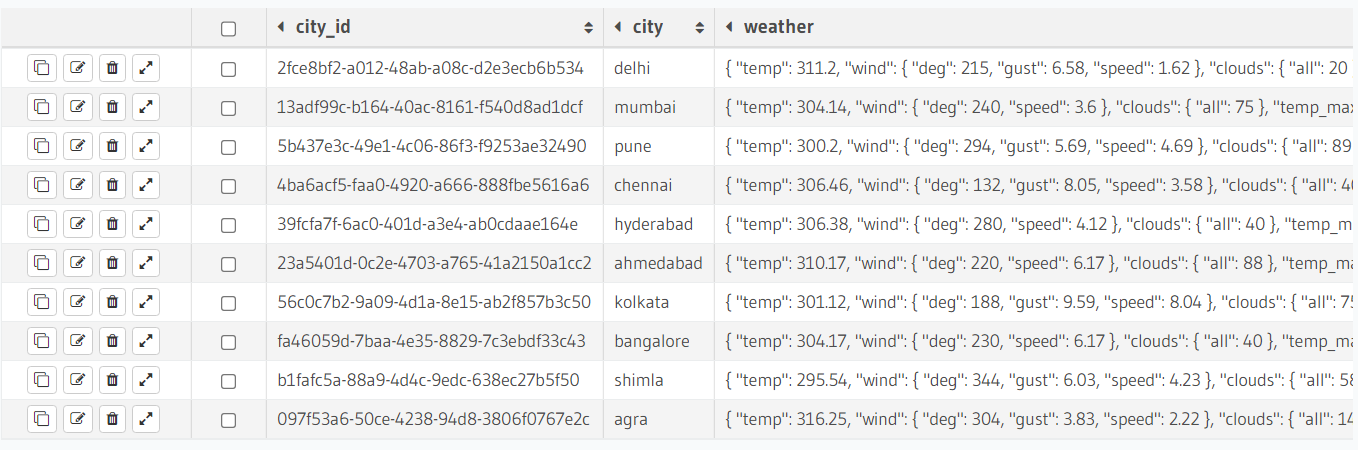 city_id city weather
2fce8bf2-a012-48ab-a08c-d2e3ecb6b534 delhi { "temp": 311.2, "wind": { "deg": 215, "gust": 6.58, "speed": 1.62 }, "clouds": { "all": 20
13adf99c-b164-40ac-8161-f540d8ad1dcf mumbai { "temp": 304.14, "wind": { "deg": 240, "speed": 3.6 }, "clouds": { "all": 75 }, "temp_max
5b437e3c-49e1-4c06-86f3-f9253ae32490 pune { "temp": 300.2, "wind": { "deg": 294, "gust": 5.69, "speed": 4.69 }, "clouds": { "all": 89
4ba6acf5-faa0-4920-a666-888fbe5616a6 chennai { "temp": 306.46, "wind": { "deg": 132, "gust": 8.05, "speed": 3.58 }, "clouds": { "all": 40
39fcfa7f-6ac0-401d-a3e4-ab0cdaae164e hyderabad { "temp": 306.38, "wind": { "deg": 280, "speed": 4.12 }, "clouds": { "all": 40 }, "temp_m
23a5401d-0c2e-4703-a765-41a2150a1cc2 ahmedabad { "temp": 310.17, "wind": { "deg": 220, "speed": 6.17 }, "clouds": { "all": 88 }, "temp_ma
56c0c7b2-9a09-4d1a-8e15-ab2f857b3c50 kolkata { "temp": 301.12, "wind": { "deg": 188, "gust": 9.59, "speed": 8.04 }, "clouds": { "all": 75
fa46059d-7baa-4e35-8829-7c3ebdf33c43 bangalore { "temp": 304.17, "wind": { "deg": 230, "speed": 6.17 }, "clouds": { "all": 40 }, "temp_ma
b1fafc5a-88a9-4d4c-9edc-638ec27b5f50 shimla { "temp": 295.54, "wind": { "deg": 344, "gust": 6.03, "speed": 4.23 }, "clouds": { "all": 58
097f53a6-50ce-4238-94d8-3806f0767e2c agra { "temp": 316.25, "wind": { "deg": 304, "gust": 3.83, "speed": 2.22 }, "clouds": { "all": 14